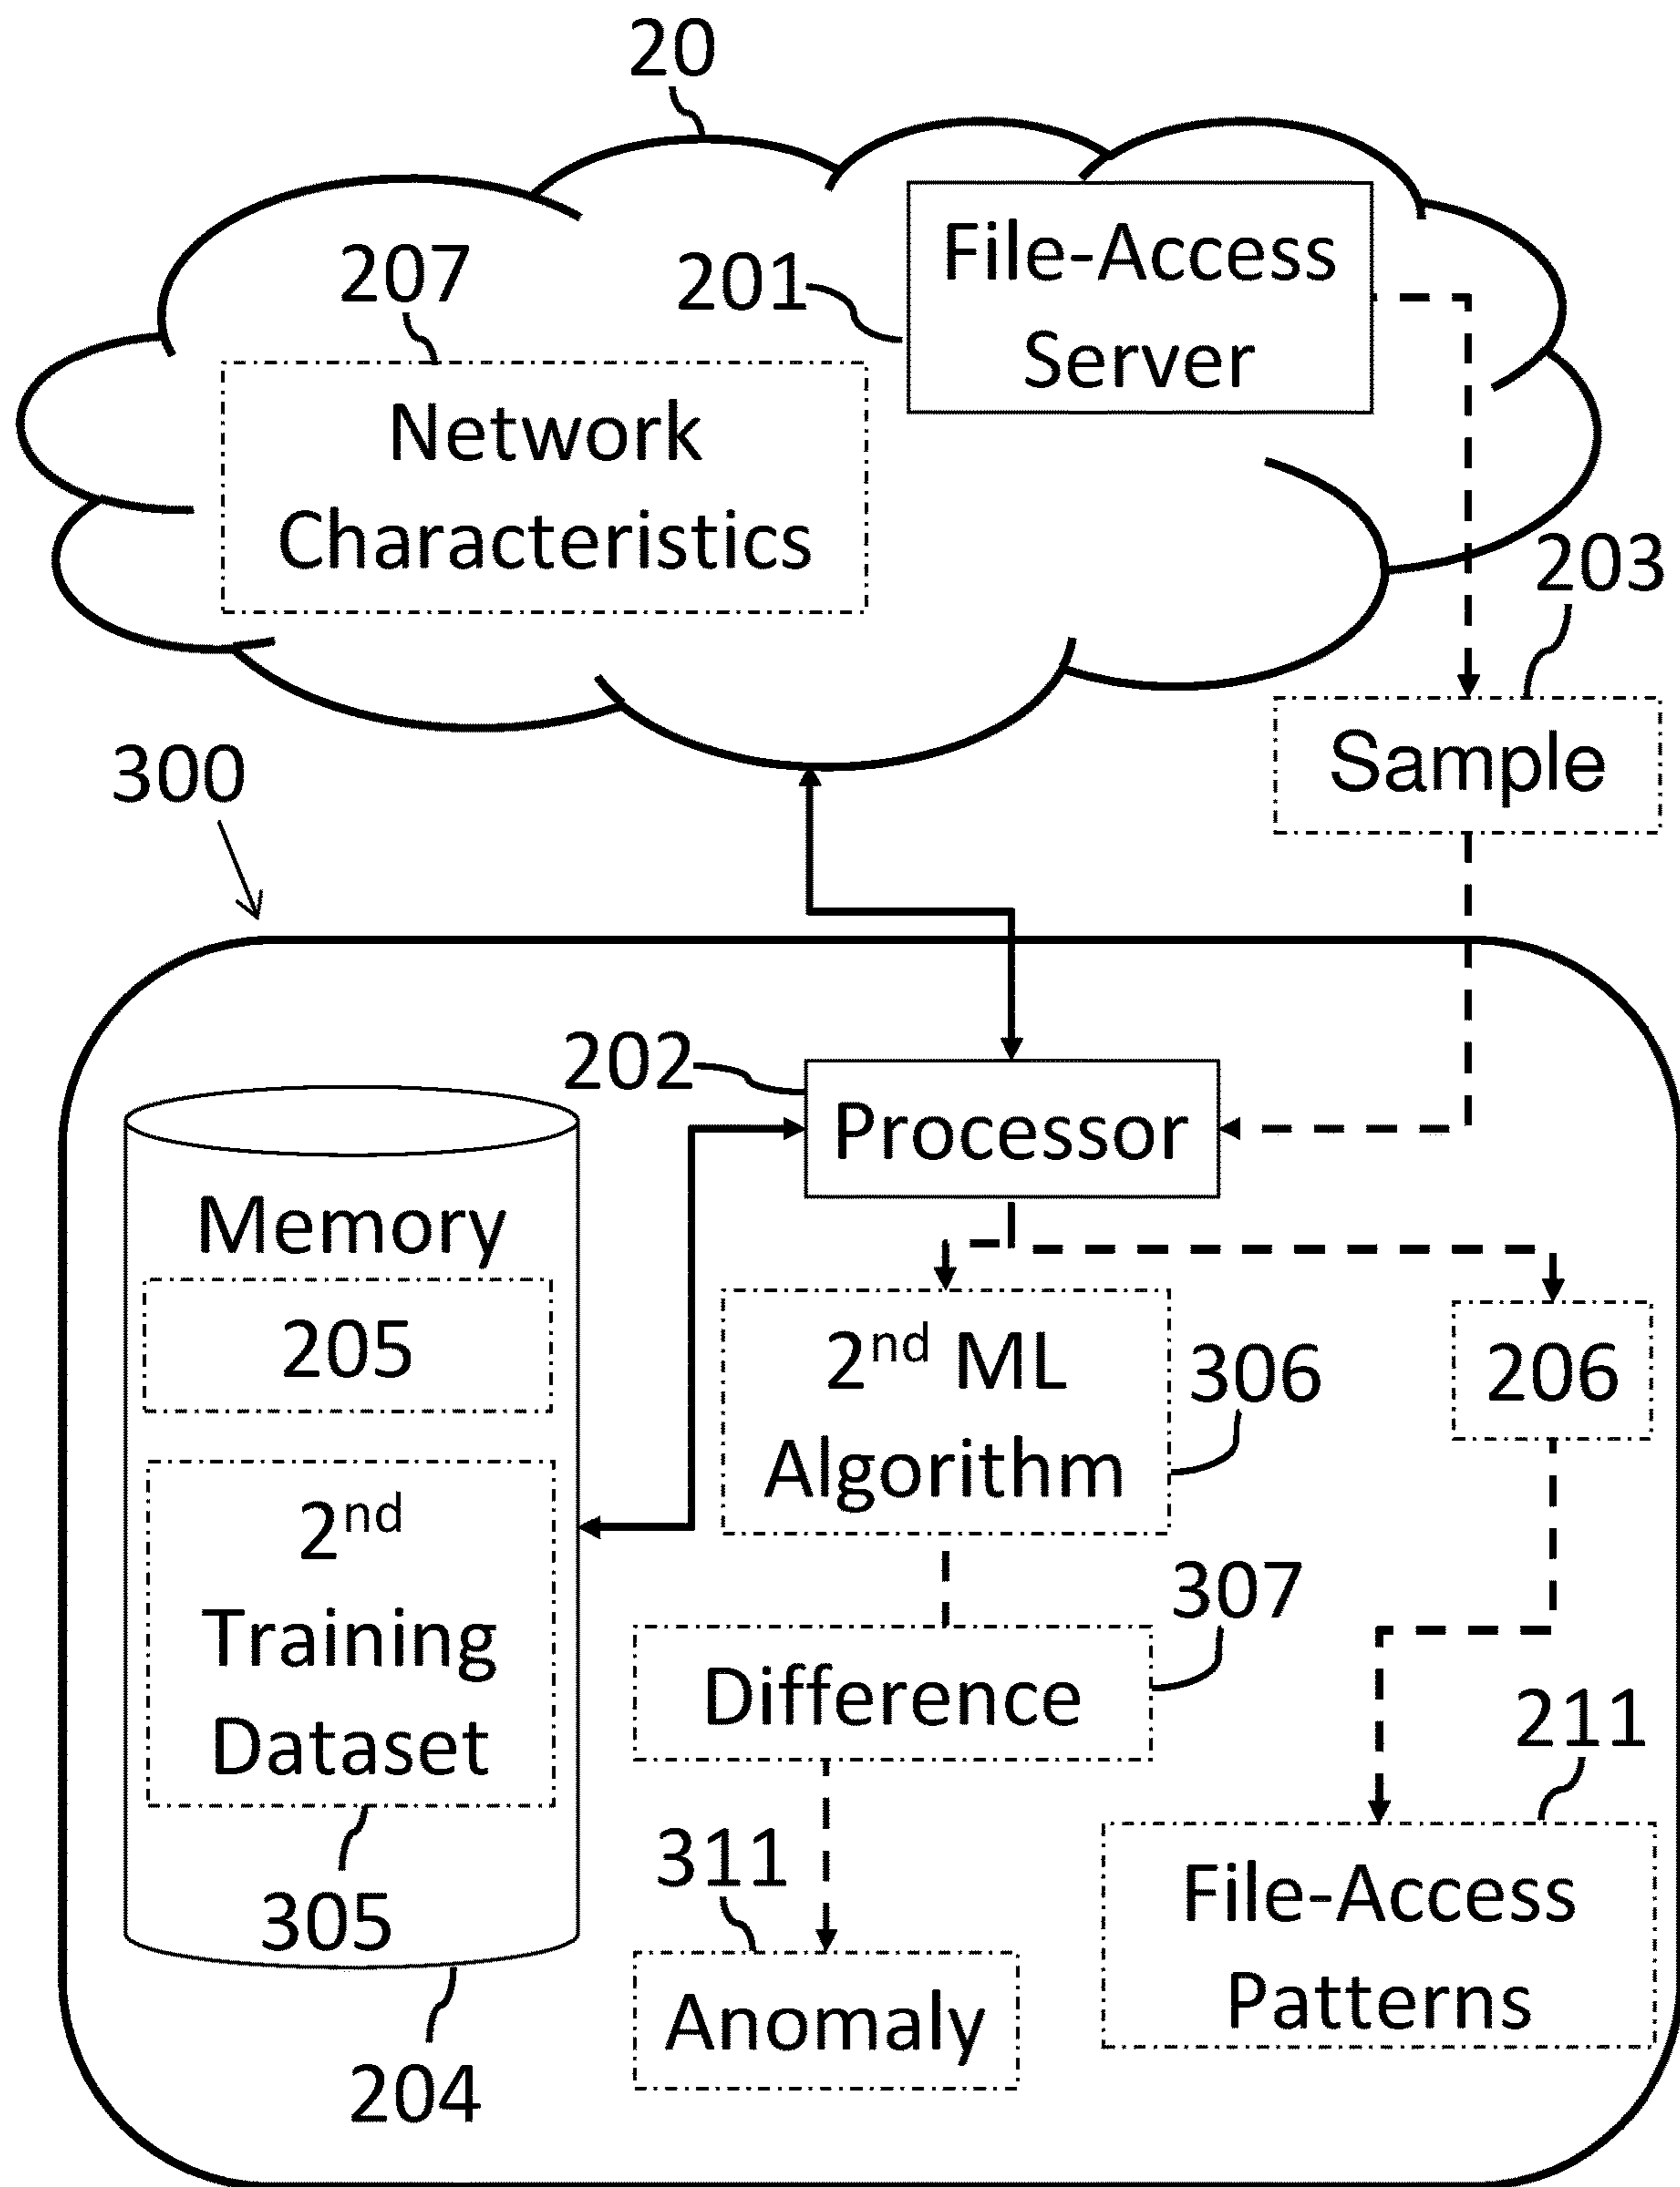 20
207
201
File-Access
Server
Network
Characteristics
203
Sample
300
202
Processor
Memory
205
2nd ML
Algorithm
306
206
2nd
Training
Dataset
307
Difference
211
311
305
File-Access
Patterns
Anomaly
204